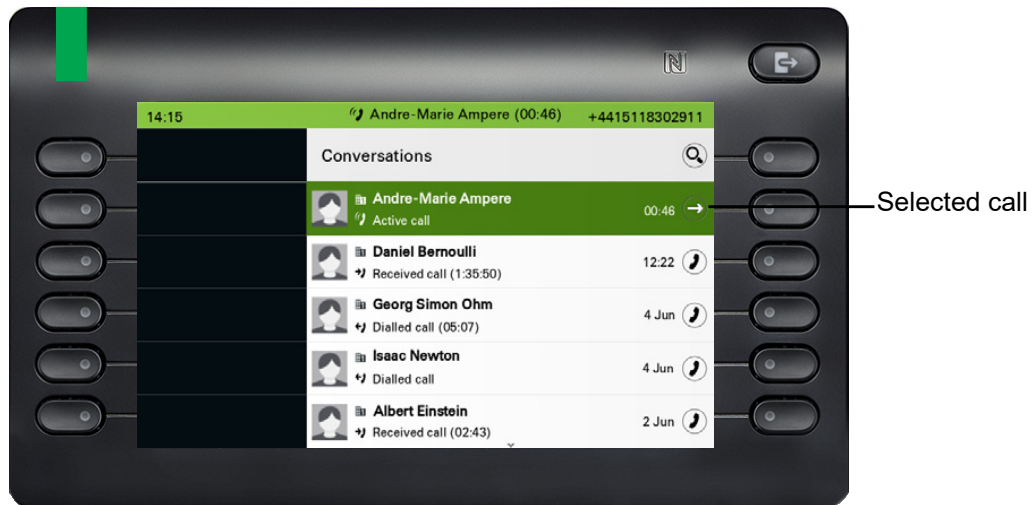 14:15 Andre-Marie Ampere (00:46) +4415118302911
Conversations
Andre-Marie Ampere
Active call 00:46
Selected call
Daniel Bernoulli
Received call (1:35:50) 12:22
Georg Simon Ohm
Dialled call (05:07) 4 Jun
Isaac Newton
Dialled call 4 Jun
Albert Einstein
Received call (02:43) 2 Jun